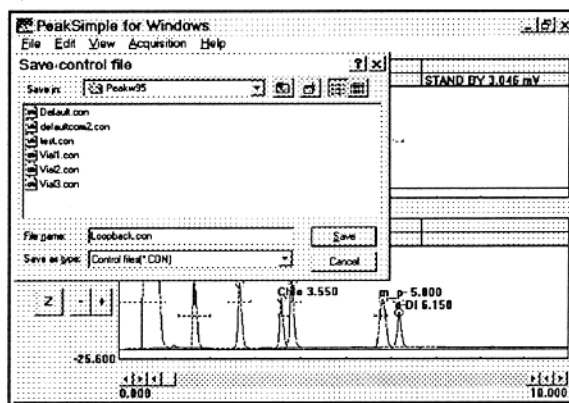 PeakSimple for Windows
File Edit View Acquisition Help
Save control file
Save in: Peakw95
STAND BY 3.046 mV
Default.con
defaultcom2.con
test.con
Vial1.con
Vial2.con
Vial3.con
File name: Loopback.con
Save
Save as type: Control files(*.CON)
Cancel
Z - +
Chlo 3.550
m_p- 5.800
o DI 6.150
-25.600
0.000
10.000